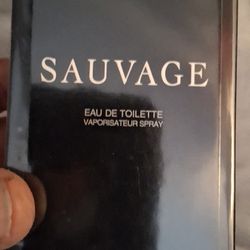 SAUVAGE
EAU DE TOILETTE
VAPORISATEUR SPRAY